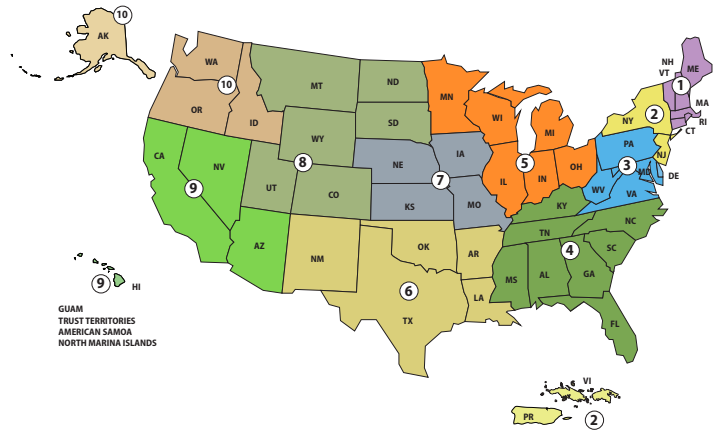 10
AK
WA
10
OR
ID
MT
ND
SD
WY
8
UT
CO
CA
NV
9
AZ
NE
IA
7
KS
MO
MN
WI
MI
5
IL
IN
OH
NH
VT
ME
1
MA
RI
CT
NY
2
NJ
PA
3
MD
DE
WV
VA
KY
NC
TN
4
SC
MS
AL
GA
FL
NM
OK
AR
6
TX
LA
9
HI
GUAM
TRUST TERRITORIES
AMERICAN SAMOA
NORTH MARINA ISLANDS
VI
PR
2